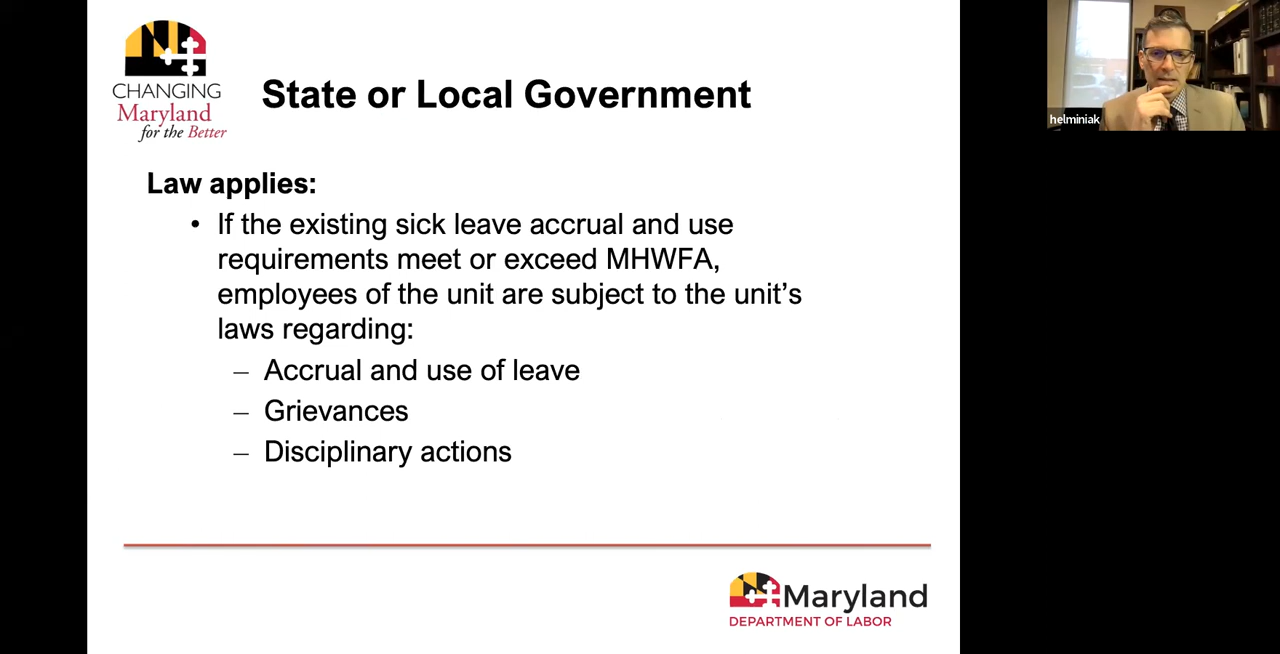 CHANGING
Maryland
for the Better
State or Local Government
helminiak
Law applies:
• If the existing sick leave accrual and use
requirements meet or exceed MHWFA,
employees of the unit are subject to the unit’s
laws regarding:
– Accrual and use of leave
– Grievances
– Disciplinary actions
Maryland
DEPARTMENT OF LABOR